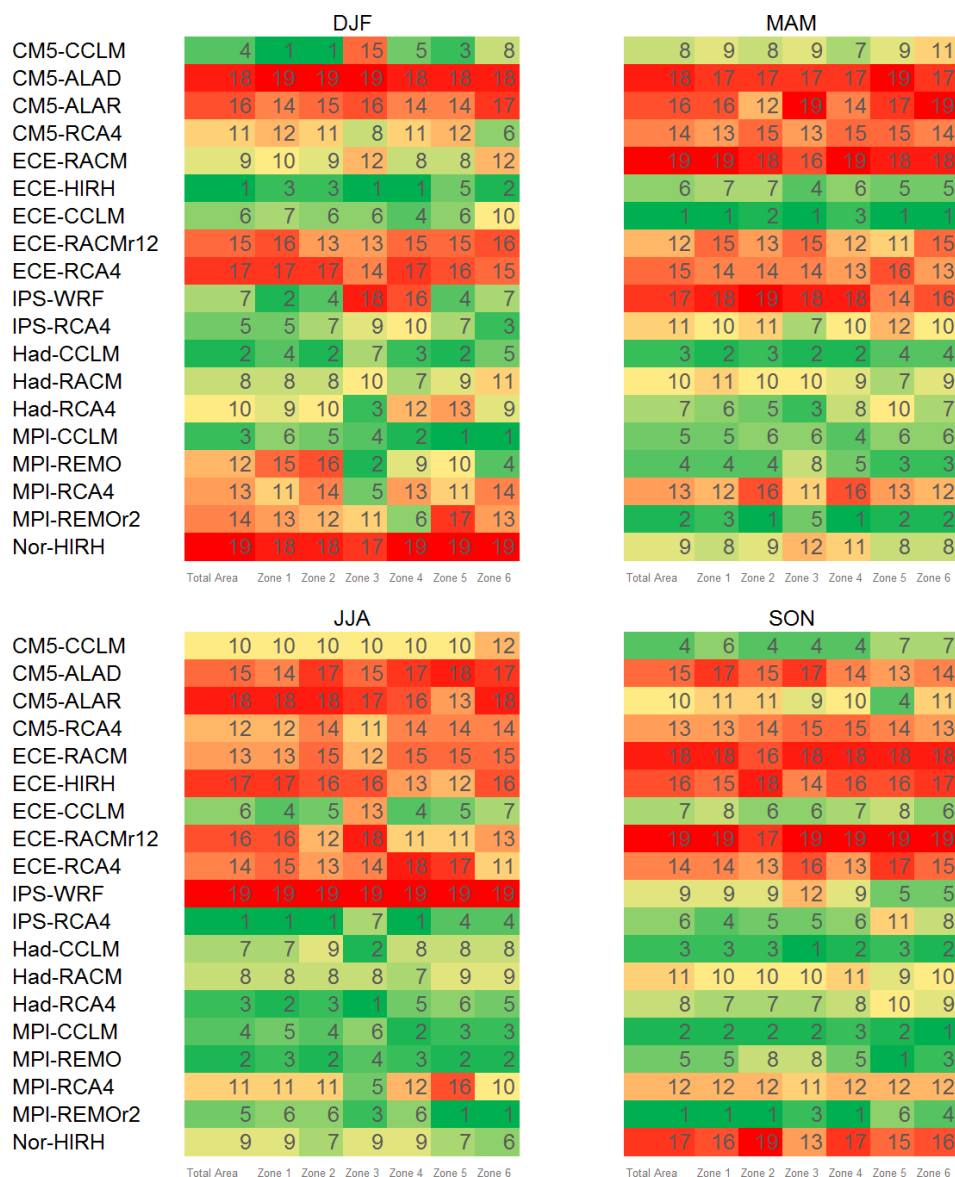 DJF MAM
CM5-CCLM 4 1 1 15 5 3 8 8 9 8 9 7 9 11
CM5-ALAD 18 19 19 19 18 18 18 18 17 17 17 17 19 17
CM5-ALAR 16 14 15 16 14 14 17 16 16 12 19 14 17 19
CM5-RCA4 11 12 11 8 11 12 6 14 13 15 13 15 15 14
ECE-RACM 9 10 9 12 8 8 12 19 19 18 16 19 18 18
ECE-HIRH 1 3 3 1 1 5 2 6 7 7 4 6 5 5
ECE-CCLM 6 7 6 6 4 6 10 1 1 2 1 3 1 1
ECE-RACMr12 15 16 13 13 15 15 16 12 15 13 15 12 11 15
ECE-RCA4 17 17 17 14 17 16 15 15 14 14 14 13 16 13
IPS-WRF 7 2 4 18 16 4 7 17 18 19 18 18 14 16
IPS-RCA4 5 5 7 9 10 7 3 11 10 11 7 10 12 10
Had-CCLM 2 4 2 7 3 2 5 3 2 3 2 2 4 4
Had-RACM 8 8 8 10 7 9 11 10 11 10 10 9 7 9
Had-RCA4 10 9 10 3 12 13 9 7 6 5 3 8 10 7
MPI-CCLM 3 6 5 4 2 1 1 5 5 6 6 4 6 6
MPI-REMO 12 15 16 2 9 10 4 4 4 4 8 5 3 3
MPI-RCA4 13 11 14 5 13 11 14 13 12 16 11 16 13 12
MPI-REMOr2 14 13 12 11 6 17 13 2 3 1 5 1 2 2
Nor-HIRH 19 18 18 17 19 19 19 9 8 9 12 11 8 8
Total Area Zone 1 Zone 2 Zone 3 Zone 4 Zone 5 Zone 6 Total Area Zone 1 Zone 2 Zone 3 Zone 4 Zone 5 Zone 6
JJA SON
CM5-CCLM 10 10 10 10 10 10 12 4 6 4 4 4 7 7
CM5-ALAD 15 14 17 15 17 18 17 15 17 15 17 14 13 14
CM5-ALAR 18 18 18 17 16 13 18 10 11 11 9 10 4 11
CM5-RCA4 12 12 14 11 14 14 14 13 13 14 15 15 14 13
ECE-RACM 13 13 15 12 15 15 15 18 18 16 18 18 18 18
ECE-HIRH 17 17 16 16 13 12 16 16 15 18 14 16 16 17
ECE-CCLM 6 4 5 13 4 5 7 7 8 6 6 7 8 6
ECE-RACMr12 16 16 12 18 11 11 13 19 19 17 19 19 19 19
ECE-RCA4 14 15 13 14 18 17 11 14 14 13 16 13 17 15
IPS-WRF 19 19 19 19 19 19 19 9 9 9 12 9 5 5
IPS-RCA4 1 1 1 7 1 4 4 6 4 5 5 6 11 8
Had-CCLM 7 7 9 2 8 8 8 3 3 3 1 2 3 2
Had-RACM 8 8 8 8 7 9 9 11 10 10 10 11 9 10
Had-RCA4 3 2 3 1 5 6 5 8 7 7 7 8 10 9
MPI-CCLM 4 5 4 6 2 3 3 2 2 2 2 3 2 1
MPI-REMO 2 3 2 4 3 2 2 5 5 8 8 5 1 3
MPI-RCA4 11 11 11 5 12 16 10 12 12 12 11 12 12 12
MPI-REMOr2 5 6 6 3 6 1 1 1 1 1 3 1 6 4
Nor-HIRH 9 9 7 9 9 7 6 17 16 19 13 17 15 16
Total Area Zone 1 Zone 2 Zone 3 Zone 4 Zone 5 Zone 6 Total Area Zone 1 Zone 2 Zone 3 Zone 4 Zone 5 Zone 6